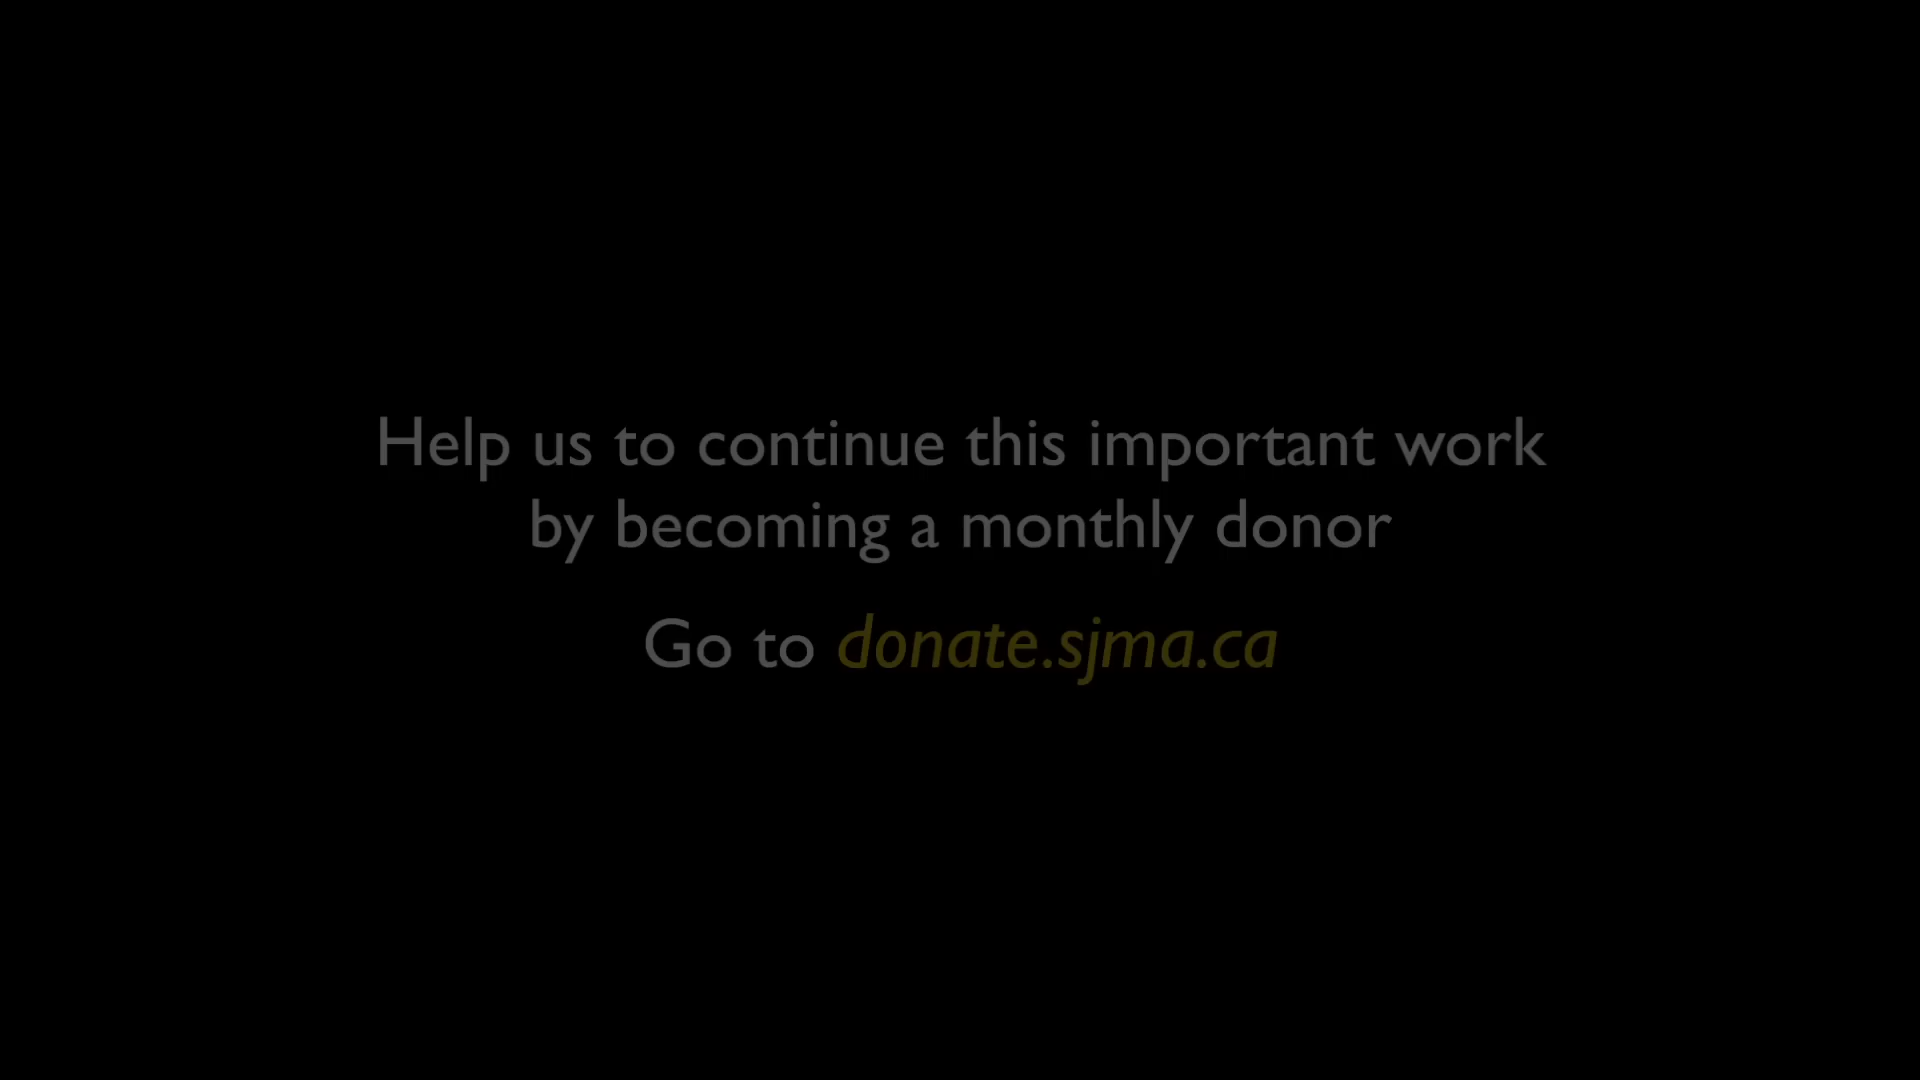 Help us to continue this important work
by becoming a monthly donor
Go to donate.sjma.ca